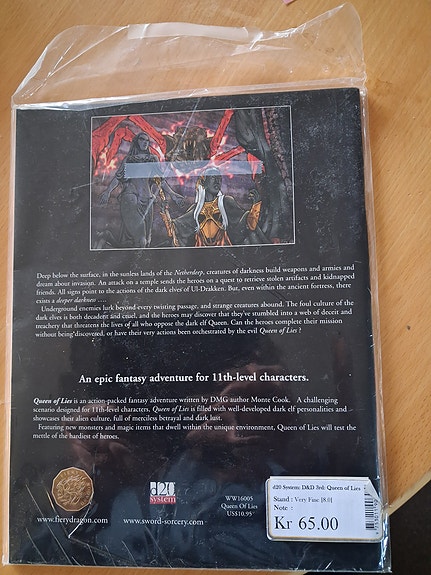 Deep below the surface, in the sunless lands of the Netherdeep, creatures of darkness build weapons and armies and
dream about invasion. An attack on a temple sends the heroes on a quest to retrieve stolen artifacts and kidnapped
friends. All signs point to the actions of the dark elves of Ul-Drakken. But, even within the ancient fortress, there
exists a deeper darkness ....
Underground enemies lurk beyond every twisting passage, and strange creatures abound. The foul culture of
the dark elves is both decadent and cruel, and the heroes may discover that they've stumbled into a web of deceit and
treachery that threatens the lives of all who oppose the dark elf Queen. Can the heroes complete their mission
without being discovered, or have their very actions been orchestrated by the evil Queen of Lies ?
An epic fantasy adventure for 11th-level characters.
Queen of Lies is an action-packed fantasy adventure written by DMG author Monte Cook. A challenging
scenario designed for 11th-level characters, Queen of Lies is filled with well-developed dark elf personalities and
showcases their alien culture, full of merciless betrayal and dark lust.
Featuring new monsters and magic items that dwell within the unique environment, Queen of Lies will test the
mettle of the hardiest of heroes.
d20
system
www.fierydragon.com
www.sword-sorcery.com
WW16005
Queen Of Lies
US$10.95
d20 System: D&D 3rd: Queen of Lies
Stand : Very Fine [8.0]
Note :
Kr 65.00